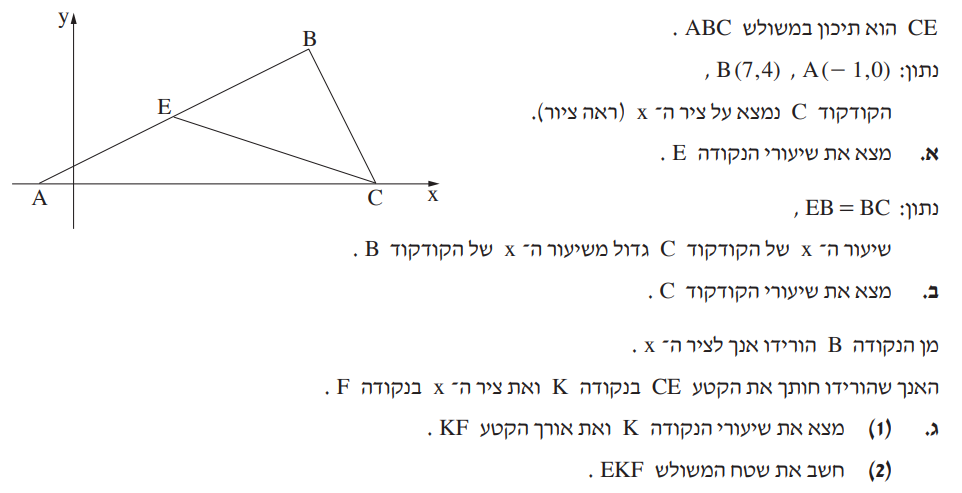 CE הוא תיכון במשולש ABC .
נתון: A(− 1,0) , B(7,4) ,
הקודקוד C נמצא על ציר ה־ x (ראה ציור).
א. מצא את שיעורי הנקודה E .
נתון: EB = BC ,
שיעור ה־ x של הקודקוד C גדול משיעור ה־ x של הקודקוד B .
ב. מצא את שיעורי הקודקוד C .
מן הנקודה B הורידו אנך לציר ה־ x .
האנך שהורידו חותך את הקטע CE בנקודה K ואת ציר ה־ x בנקודה F .
ג. (1) מצא את שיעורי הנקודה K ואת אורך הקטע KF .
(2) חשב את שטח המשולש EKF .
y
B
E
A
C
x